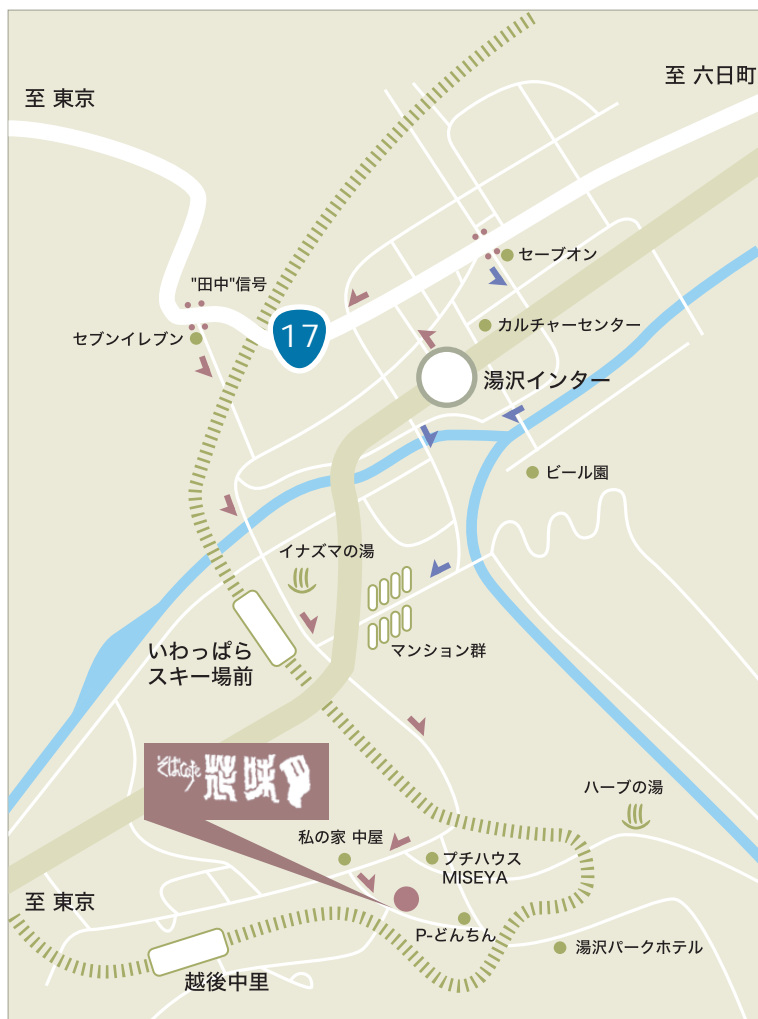 至 六日町
至 東京
セーブオン
"田中"信号
17
カルチャーセンター
セブンイレブン
湯沢インター
ビール園
イナズマの湯
いわっぱら
スキー場前
マンション群
そばCafe
ハーブの湯
私の家 中屋
プチハウス
MISEYA
至 東京
P-どんちん
湯沢パークホテル
越後中里